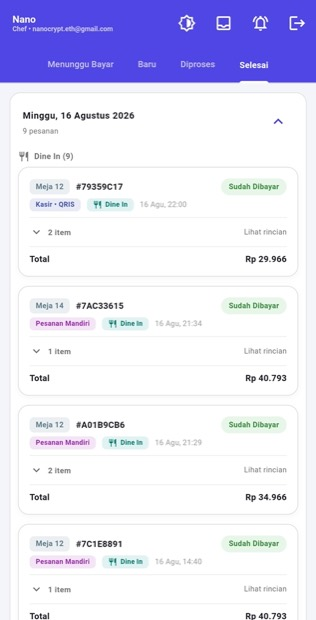 Nano
Chef • nanocrypt.eth@gmail.com
Menunggu Bayar Baru Diproses Selesai
Minggu, 16 Agustus 2026
9 pesanan
Dine In (9)
Meja 12 #79359C17 Sudah Dibayar
Kasir • QRIS Dine In 16 Agu, 22:00
2 item Lihat rincian
Total Rp 29.966
Meja 14 #7AC33615 Sudah Dibayar
Pesanan Mandiri Dine In 16 Agu, 21:34
1 item Lihat rincian
Total Rp 40.793
Meja 12 #A01B9CB6 Sudah Dibayar
Pesanan Mandiri Dine In 16 Agu, 21:29
2 item Lihat rincian
Total Rp 34.966
Meja 12 #7C1E8891 Sudah Dibayar
Pesanan Mandiri Dine In 16 Agu, 14:40
1 item Lihat rincian
Total Rp 40.793